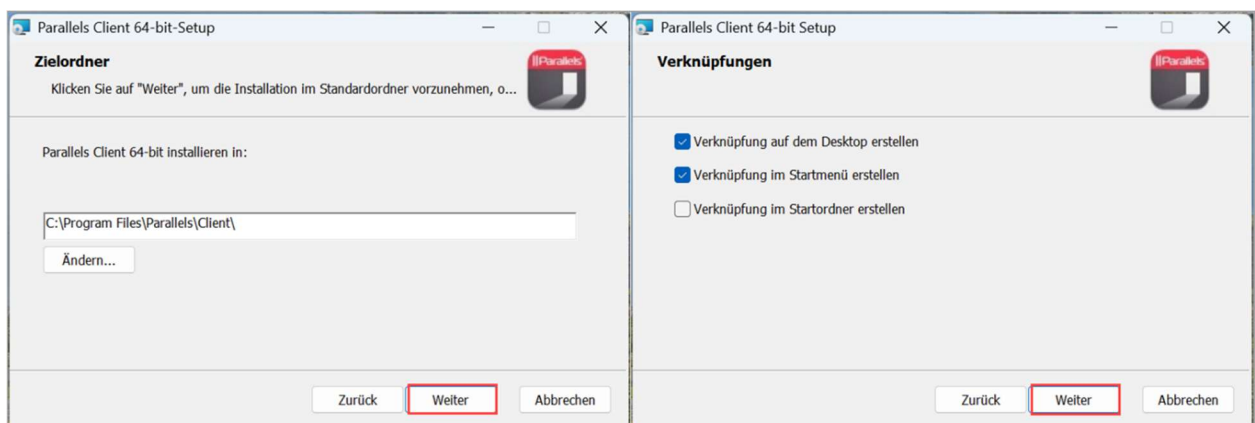 Parallels Client 64-bit-Setup
Zielordner
Klicken Sie auf "Weiter", um die Installation im Standardordner vorzunehmen, o...
||Parallels
Parallels Client 64-bit installieren in:
C:\Program Files\Parallels\Client\
Ändern...
Zurück
Weiter
Abbrechen
Parallels Client 64-bit Setup
Verknüpfungen
||Parallels
Verknüpfung auf dem Desktop erstellen
Verknüpfung im Startmenü erstellen
Verknüpfung im Startordner erstellen
Zurück
Weiter
Abbrechen